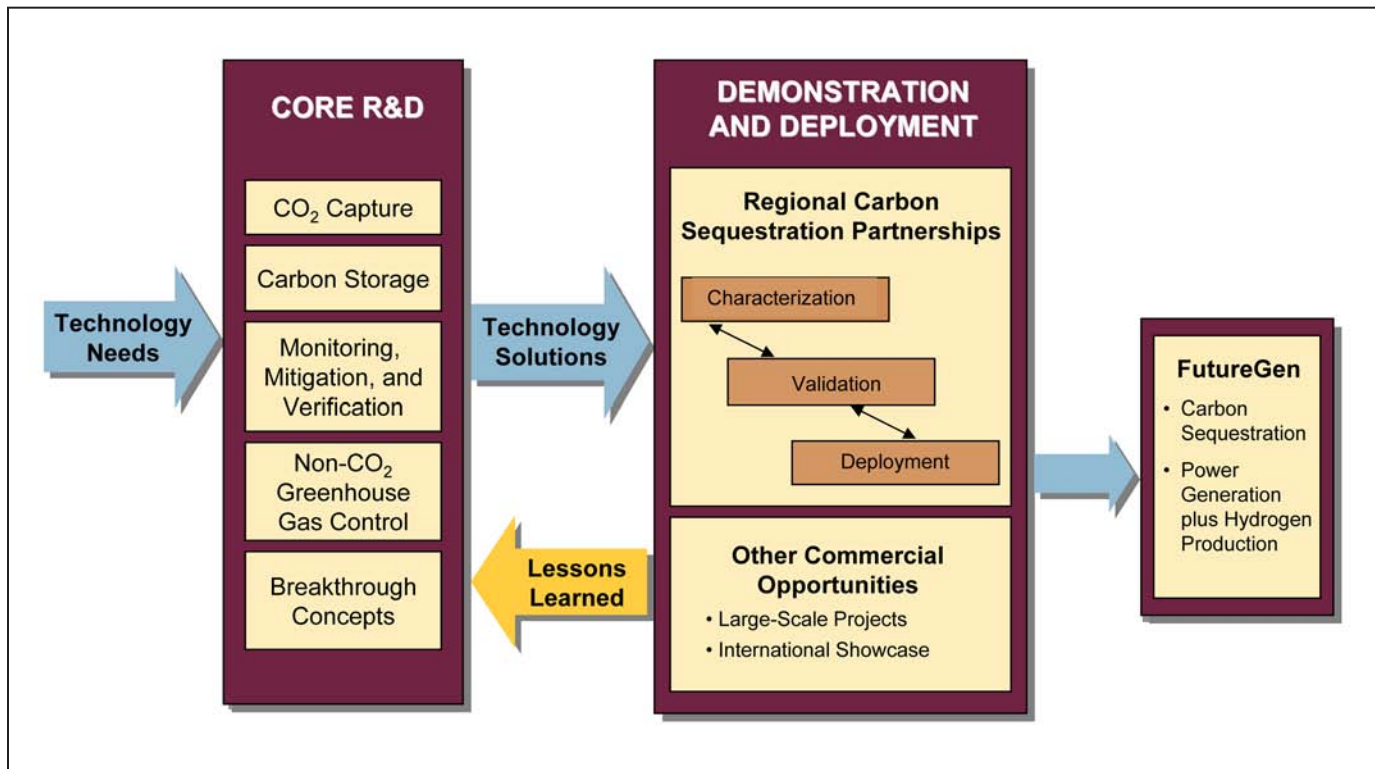 Technology
Needs
CORE R&D
CO₂ Capture
Carbon Storage
Monitoring,
Mitigation, and
Verification
Non-CO₂
Greenhouse
Gas Control
Breakthrough
Concepts
Technology
Solutions
Lessons
Learned
DEMONSTRATION
AND DEPLOYMENT
Regional Carbon
Sequestration Partnerships
Characterization
Validation
Deployment
Other Commercial
Opportunities
• Large-Scale Projects
• International Showcase
FutureGen
• Carbon
Sequestration
• Power
Generation
plus Hydrogen
Production